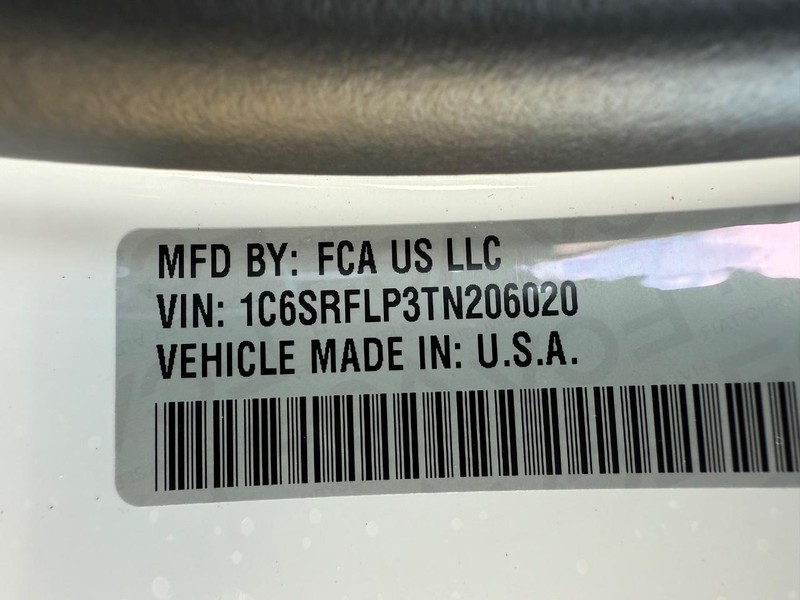 MFD BY: FCA US LLC
VIN: 1C6SRFLP3TN206020
VEHICLE MADE IN: U.S.A.